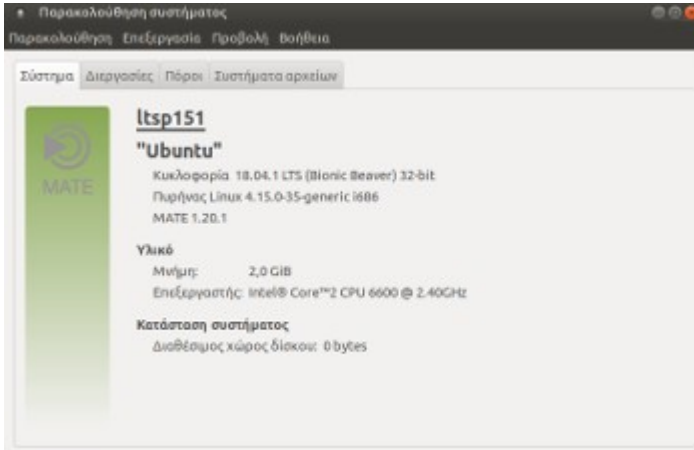 Παρακολούθηση συστήματος
Παρακολούθηση Επεξεργασία Προβολή Βοήθεια
Σύστημα Διεργασίες Πόροι Συστήματα αρχείων
MATE
ltsp151
"Ubuntu"
Κυκλοφορία 18.04.1 LTS (Bionic Beaver) 32-bit
Πυρήνας Linux 4.15.0-35-generic i686
MATE 1.20.1
Υλικό
Μνήμη: 2,0 GiB
Επεξεργαστής: Intel® Core™2 CPU 6600 @ 2.40GHz
Κατάσταση συστήματος
Διαθέσιμος χώρος δίσκου: 0 bytes